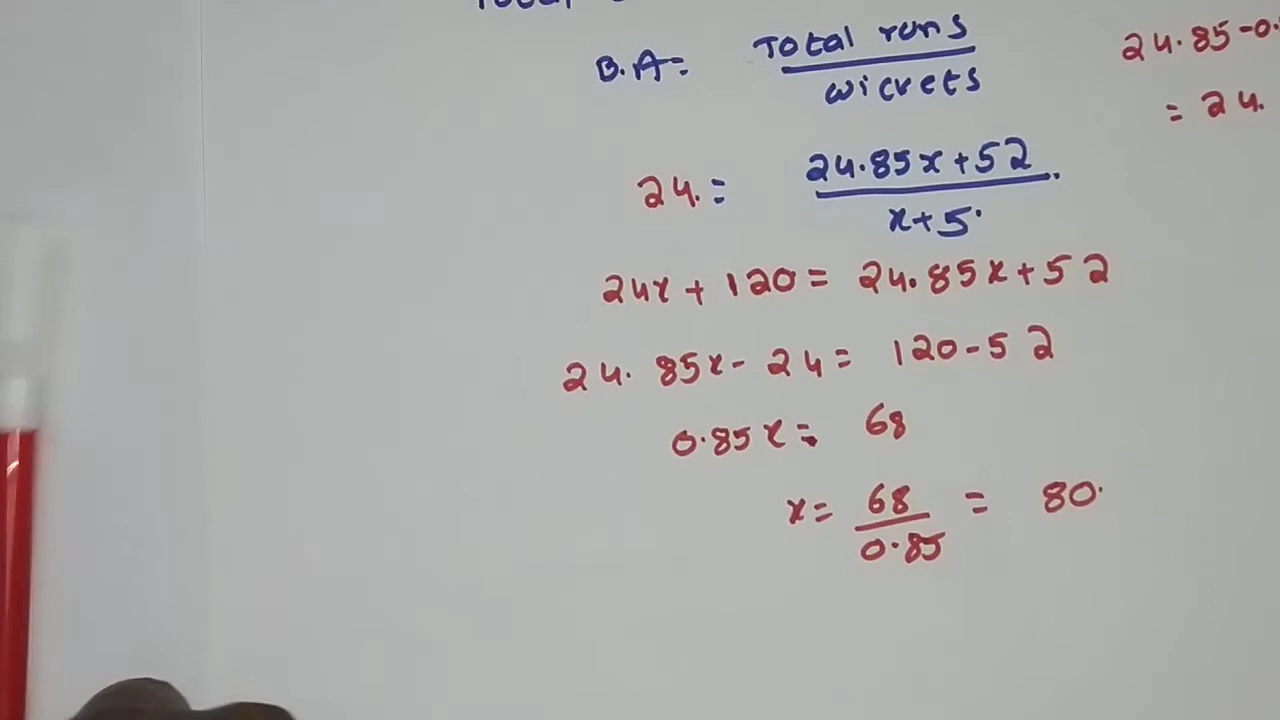 Total
B.A= Total runs / wickets
24.85-0.
= 24.
24.= 24.85x+52 / x+5
24x+120= 24.85x+52
24.85x-24= 120-52
0.85x= 68
x= 68 / 0.85 = 80.